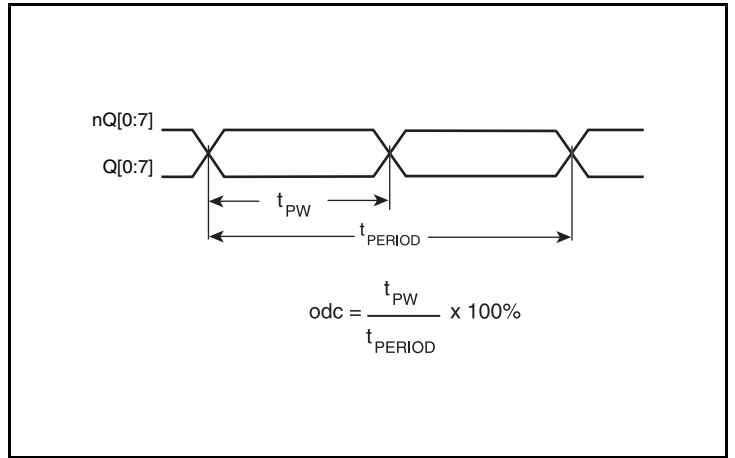 nQ[0:7]
Q[0:7]
tPW
tPERIOD
odc = tPW / tPERIOD x 100%